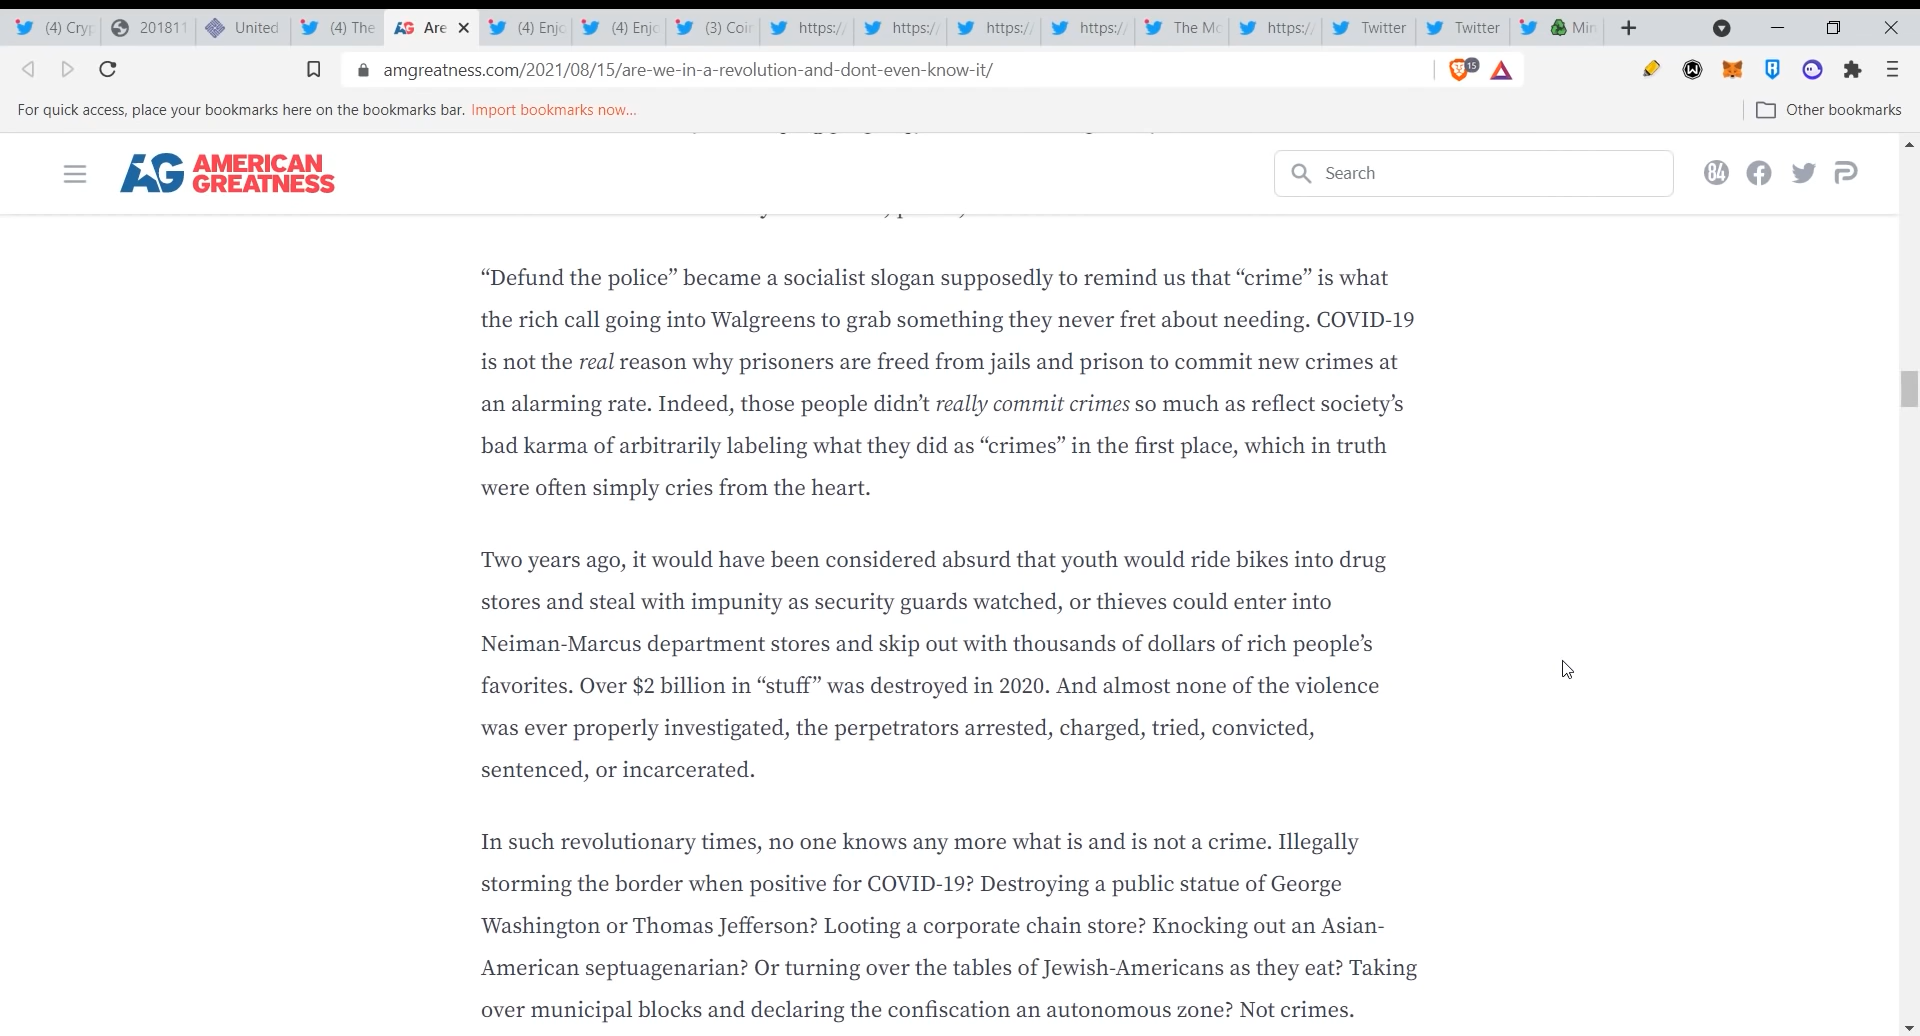 (4) Cryp
201811
United
(4) The
Are
(4) Enjo
(4) Enjo
(3) Coin
https:/
https:/
https:/
https:/
The Mo
https:/
Twitter
Twitter
Min
amgreatness.com/2021/08/15/are-we-in-a-revolution-and-dont-even-know-it/
15
For quick access, place your bookmarks here on the bookmarks bar. Import bookmarks now...
Other bookmarks
AG AMERICAN GREATNESS
Search
84
“Defund the police” became a socialist slogan supposedly to remind us that “crime” is what
the rich call going into Walgreens to grab something they never fret about needing. COVID-19
is not the real reason why prisoners are freed from jails and prison to commit new crimes at
an alarming rate. Indeed, those people didn’t really commit crimes so much as reflect society’s
bad karma of arbitrarily labeling what they did as “crimes” in the first place, which in truth
were often simply cries from the heart.
Two years ago, it would have been considered absurd that youth would ride bikes into drug
stores and steal with impunity as security guards watched, or thieves could enter into
Neiman-Marcus department stores and skip out with thousands of dollars of rich people’s
favorites. Over $2 billion in “stuff” was destroyed in 2020. And almost none of the violence
was ever properly investigated, the perpetrators arrested, charged, tried, convicted,
sentenced, or incarcerated.
In such revolutionary times, no one knows any more what is and is not a crime. Illegally
storming the border when positive for COVID-19? Destroying a public statue of George
Washington or Thomas Jefferson? Looting a corporate chain store? Knocking out an Asian-
American septuagenarian? Or turning over the tables of Jewish-Americans as they eat? Taking
over municipal blocks and declaring the confiscation an autonomous zone? Not crimes.